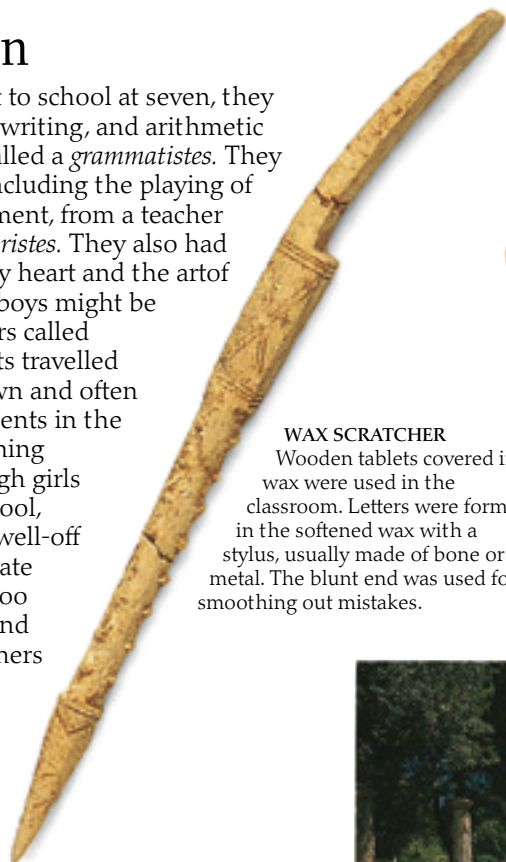 n
to school at seven, they
writing, and arithmetic
alled a grammatistes. They
ncluding the playing of
ment, from a teacher
ristes. They also had
y heart and the artof
boys might be
rs called
ts travelled
wn and often
ents in the
ning
gh girls
ool,
well-off
ate
oo
nd
ners
WAX SCRATCHER
Wooden tablets covered i
wax were used in the
classroom. Letters were form
in the softened wax with a
stylus, usually made of bone or
metal. The blunt end was used fo
smoothing out mistakes.